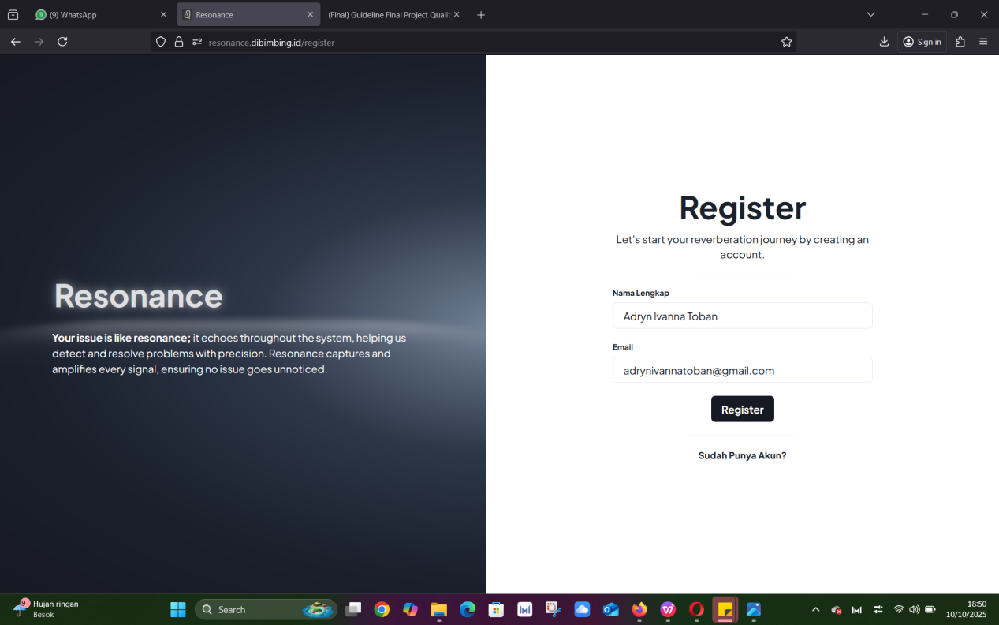 (9) WhatsApp
Resonance
(Final) Guideline Final Project Qualit
resonance.dibimbing.id/register
Sign in
Resonance
Your issue is like resonance; it echoes throughout the system, helping us
detect and resolve problems with precision. Resonance captures and
amplifies every signal, ensuring no issue goes unnoticed.
Register
Let's start your reverberation journey by creating an
account.
Nama Lengkap
Adryn Ivanna Toban
Email
adrynivannatoban@gmail.com
Register
Sudah Punya Akun?
9+
Hujan ringan
Besok
Search
18:50
10/10/2025